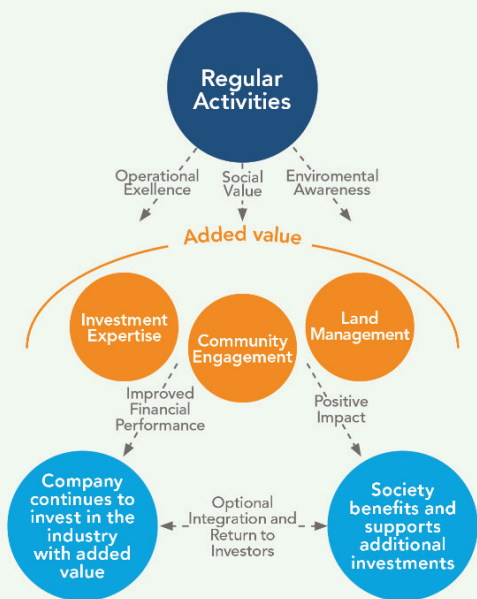 Regular
Activities
Operational
Exellence
Social
Value
Enviromental
Awareness
Added value
Investment
Expertise
Community
Engagement
Land
Management
Improved
Financial
Performance
Positive
Impact
Company
continues to
invest in the
industry
with added
value
Optional
Integration and
Return to
Investors
Society
benefits and
supports
additional
investments